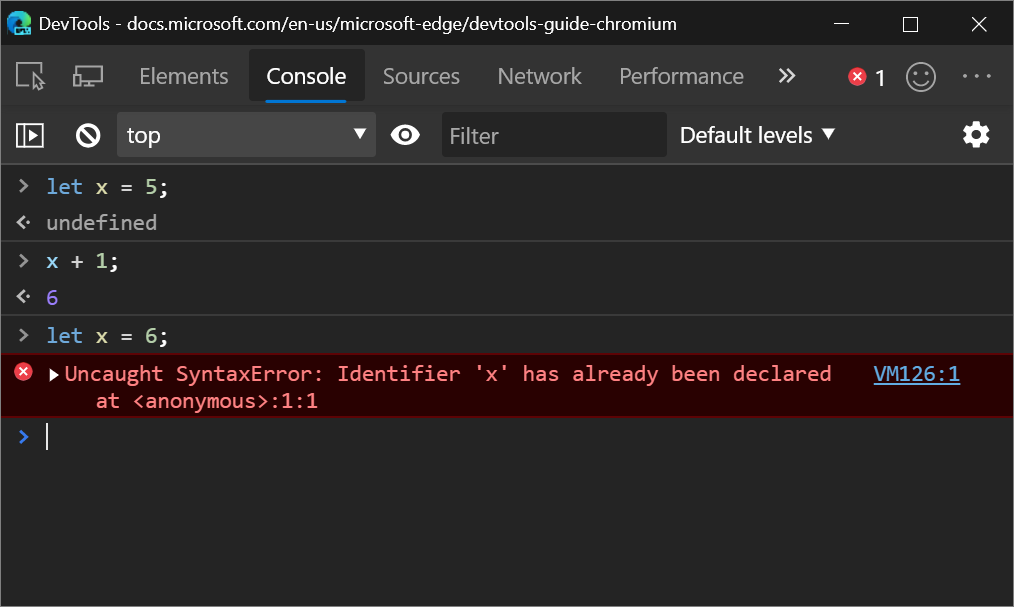 DevTools - docs.microsoft.com/en-us/microsoft-edge/devtools-guide-chromium
Elements Console Sources Network Performance » 1
top Filter Default levels
> let x = 5;
undefined
> x + 1;
6
> let x = 6;
Uncaught SyntaxError: Identifier 'x' has already been declared VM126:1
at <anonymous>:1:1
>